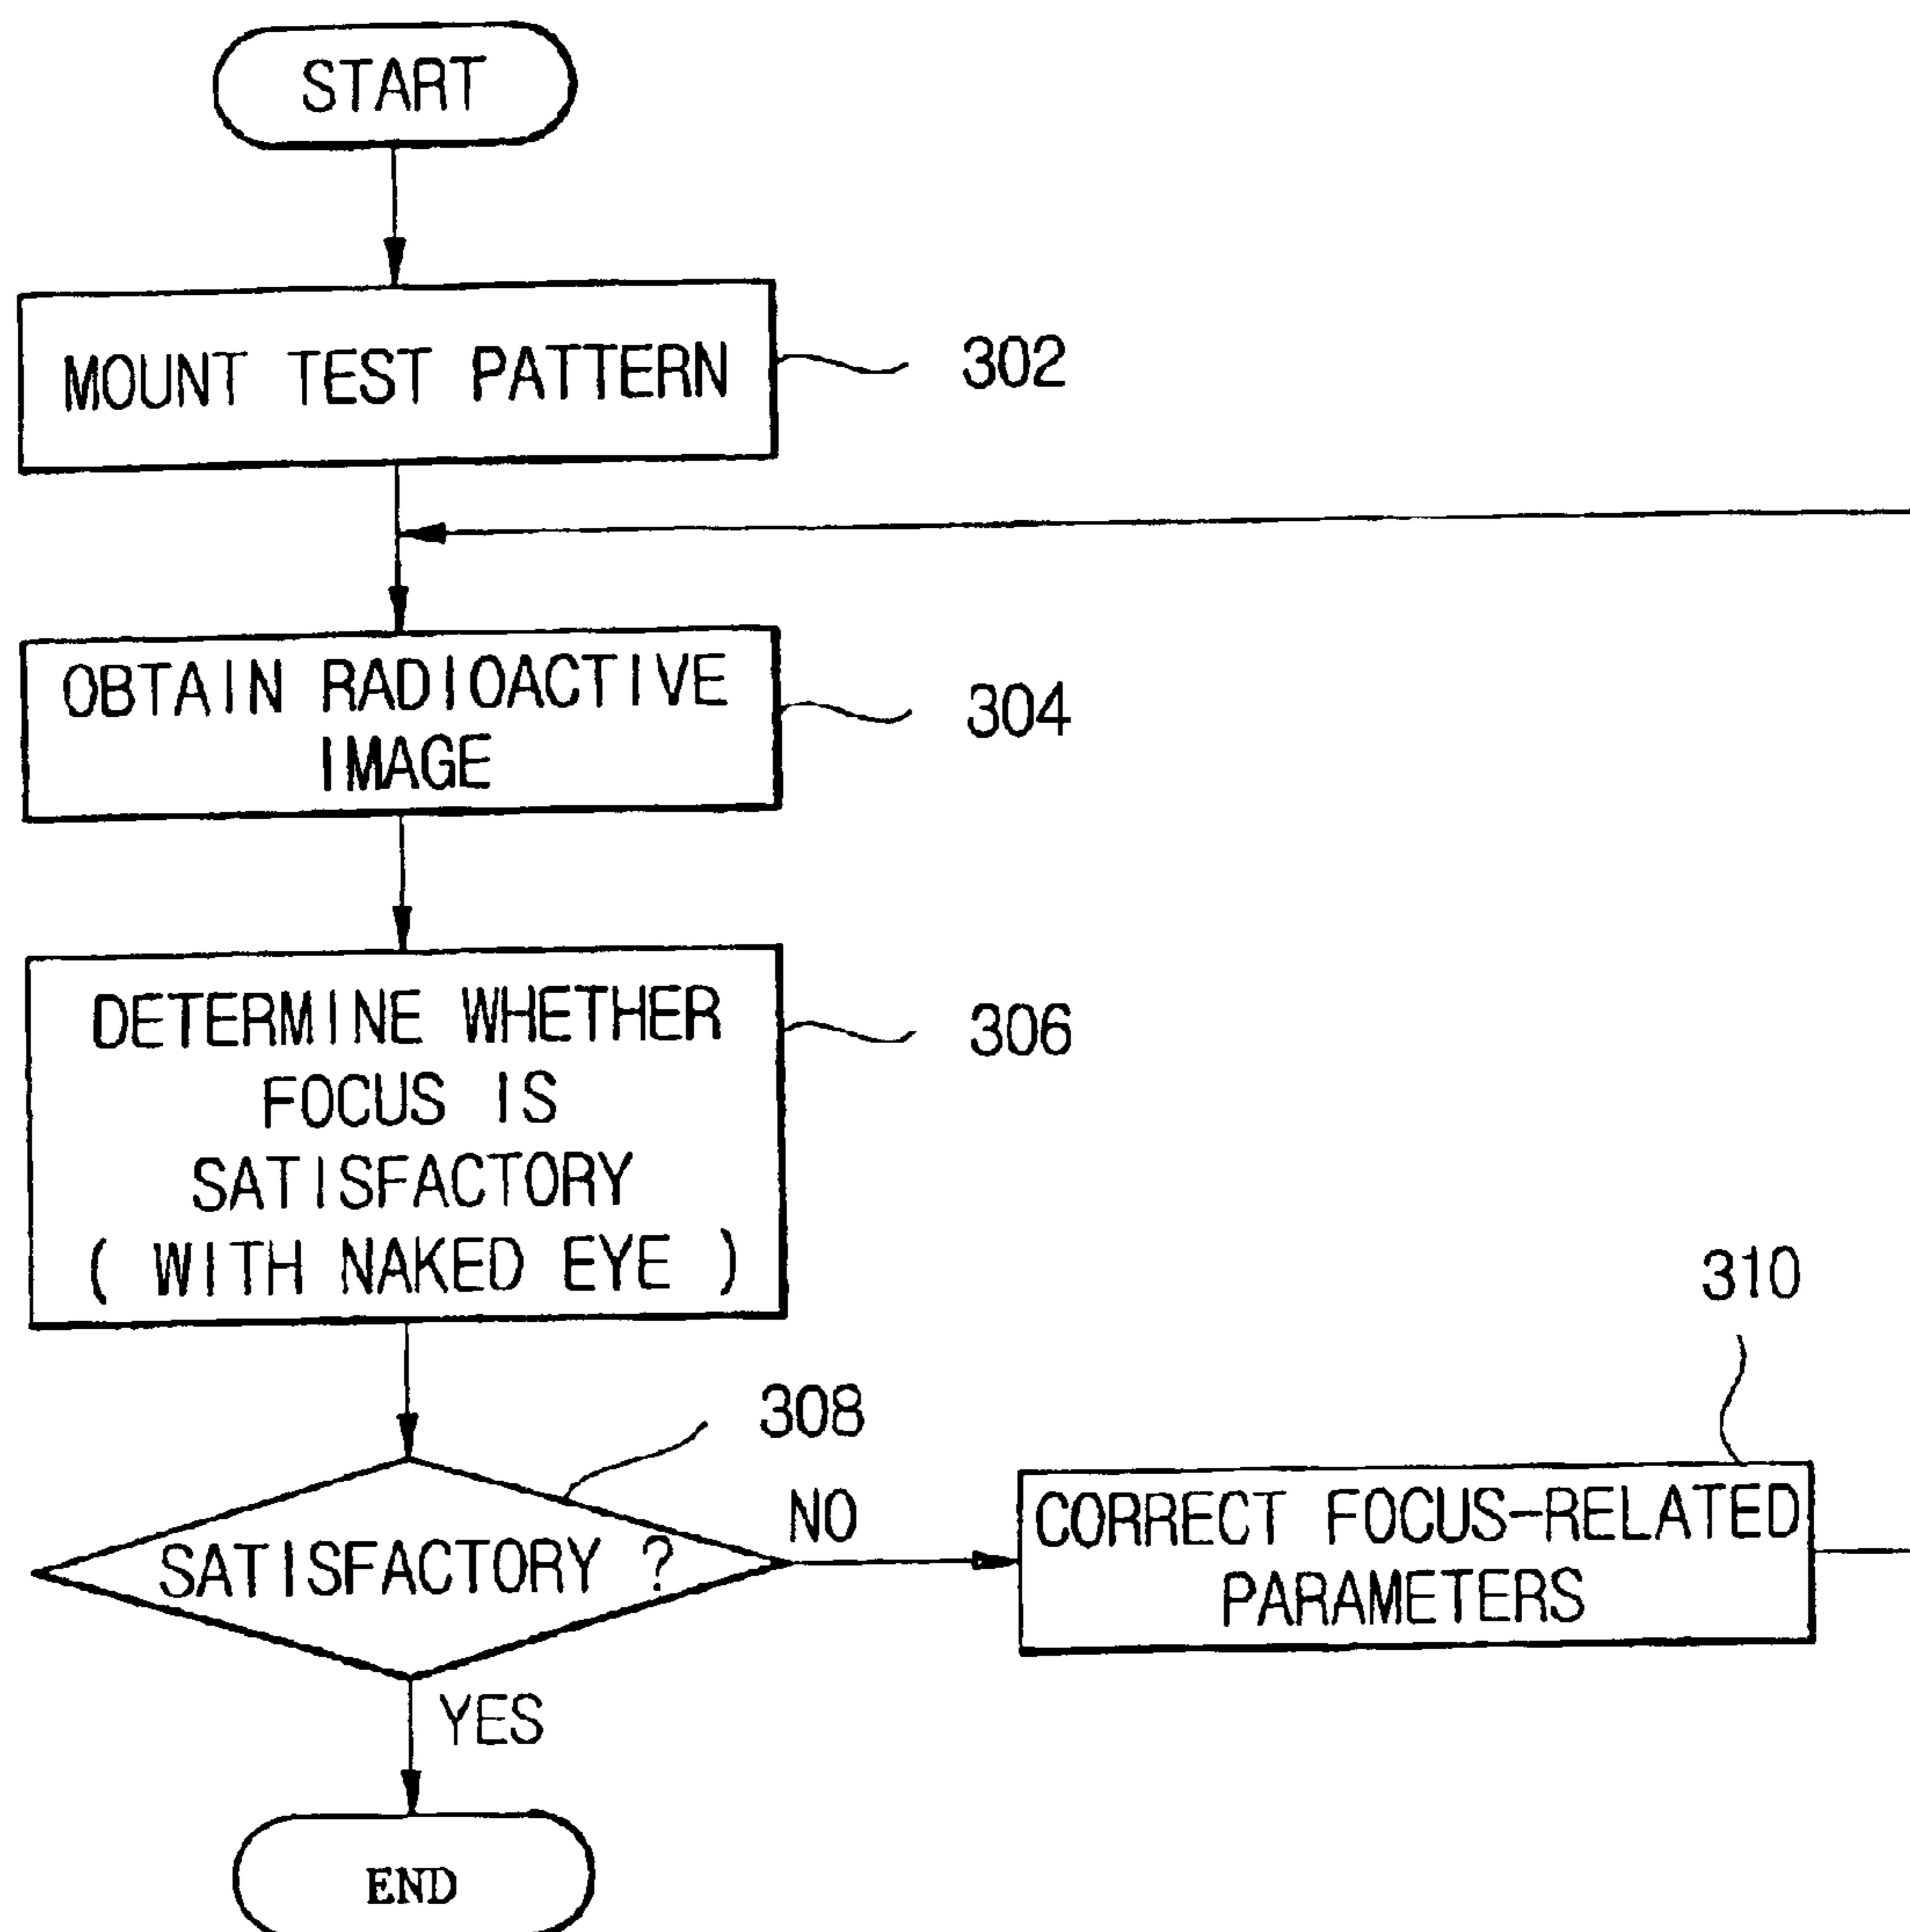 START
MOUNT TEST PATTERN
302
OBTAIN RADIOACTIVE
IMAGE
304
DETERMINE WHETHER
FOCUS IS
SATISFACTORY
( WITH NAKED EYE )
306
308
SATISFACTORY ?
NO
310
CORRECT FOCUS-RELATED
PARAMETERS
YES
END